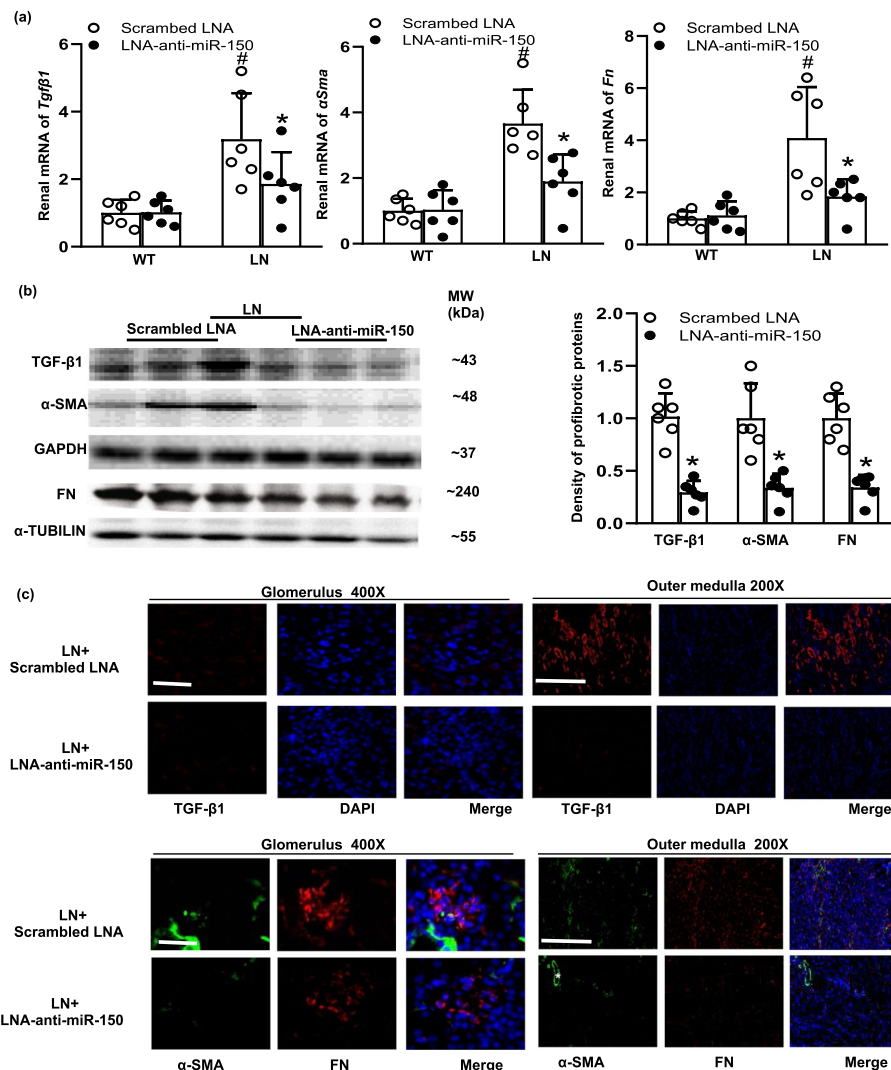 (a)
Scrambed LNA
LNA-anti-miR-150
Renal mRNA of Tgfβ1
6
4
2
0
#
*
WT
LN
Scrambed LNA
LNA-anti-miR-150
Renal mRNA of αSma
6
4
2
0
#
*
WT
LN
Scrambed LNA
LNA-anti-miR-150
Renal mRNA of Fn
8
6
4
2
0
#
*
WT
LN
(b)
LN
Scrambled LNA
LNA-anti-miR-150
MW
(kDa)
TGF-β1
~43
α-SMA
~48
GAPDH
~37
FN
~240
α-TUBILIN
~55
Scrambed LNA
LNA-anti-miR-150
Density of profibrotic proteins
2.0
1.5
1.0
0.5
0.0
*
*
*
TGF-β1
α-SMA
FN
(c)
Glomerulus 400X
Outer medulla 200X
LN+
Scrambled LNA
LN+
LNA-anti-miR-150
TGF-β1
DAPI
Merge
TGF-β1
DAPI
Merge
Glomerulus 400X
Outer medulla 200X
LN+
Scrambled LNA
LN+
LNA-anti-miR-150
*
α-SMA
FN
Merge
α-SMA
FN
Merge